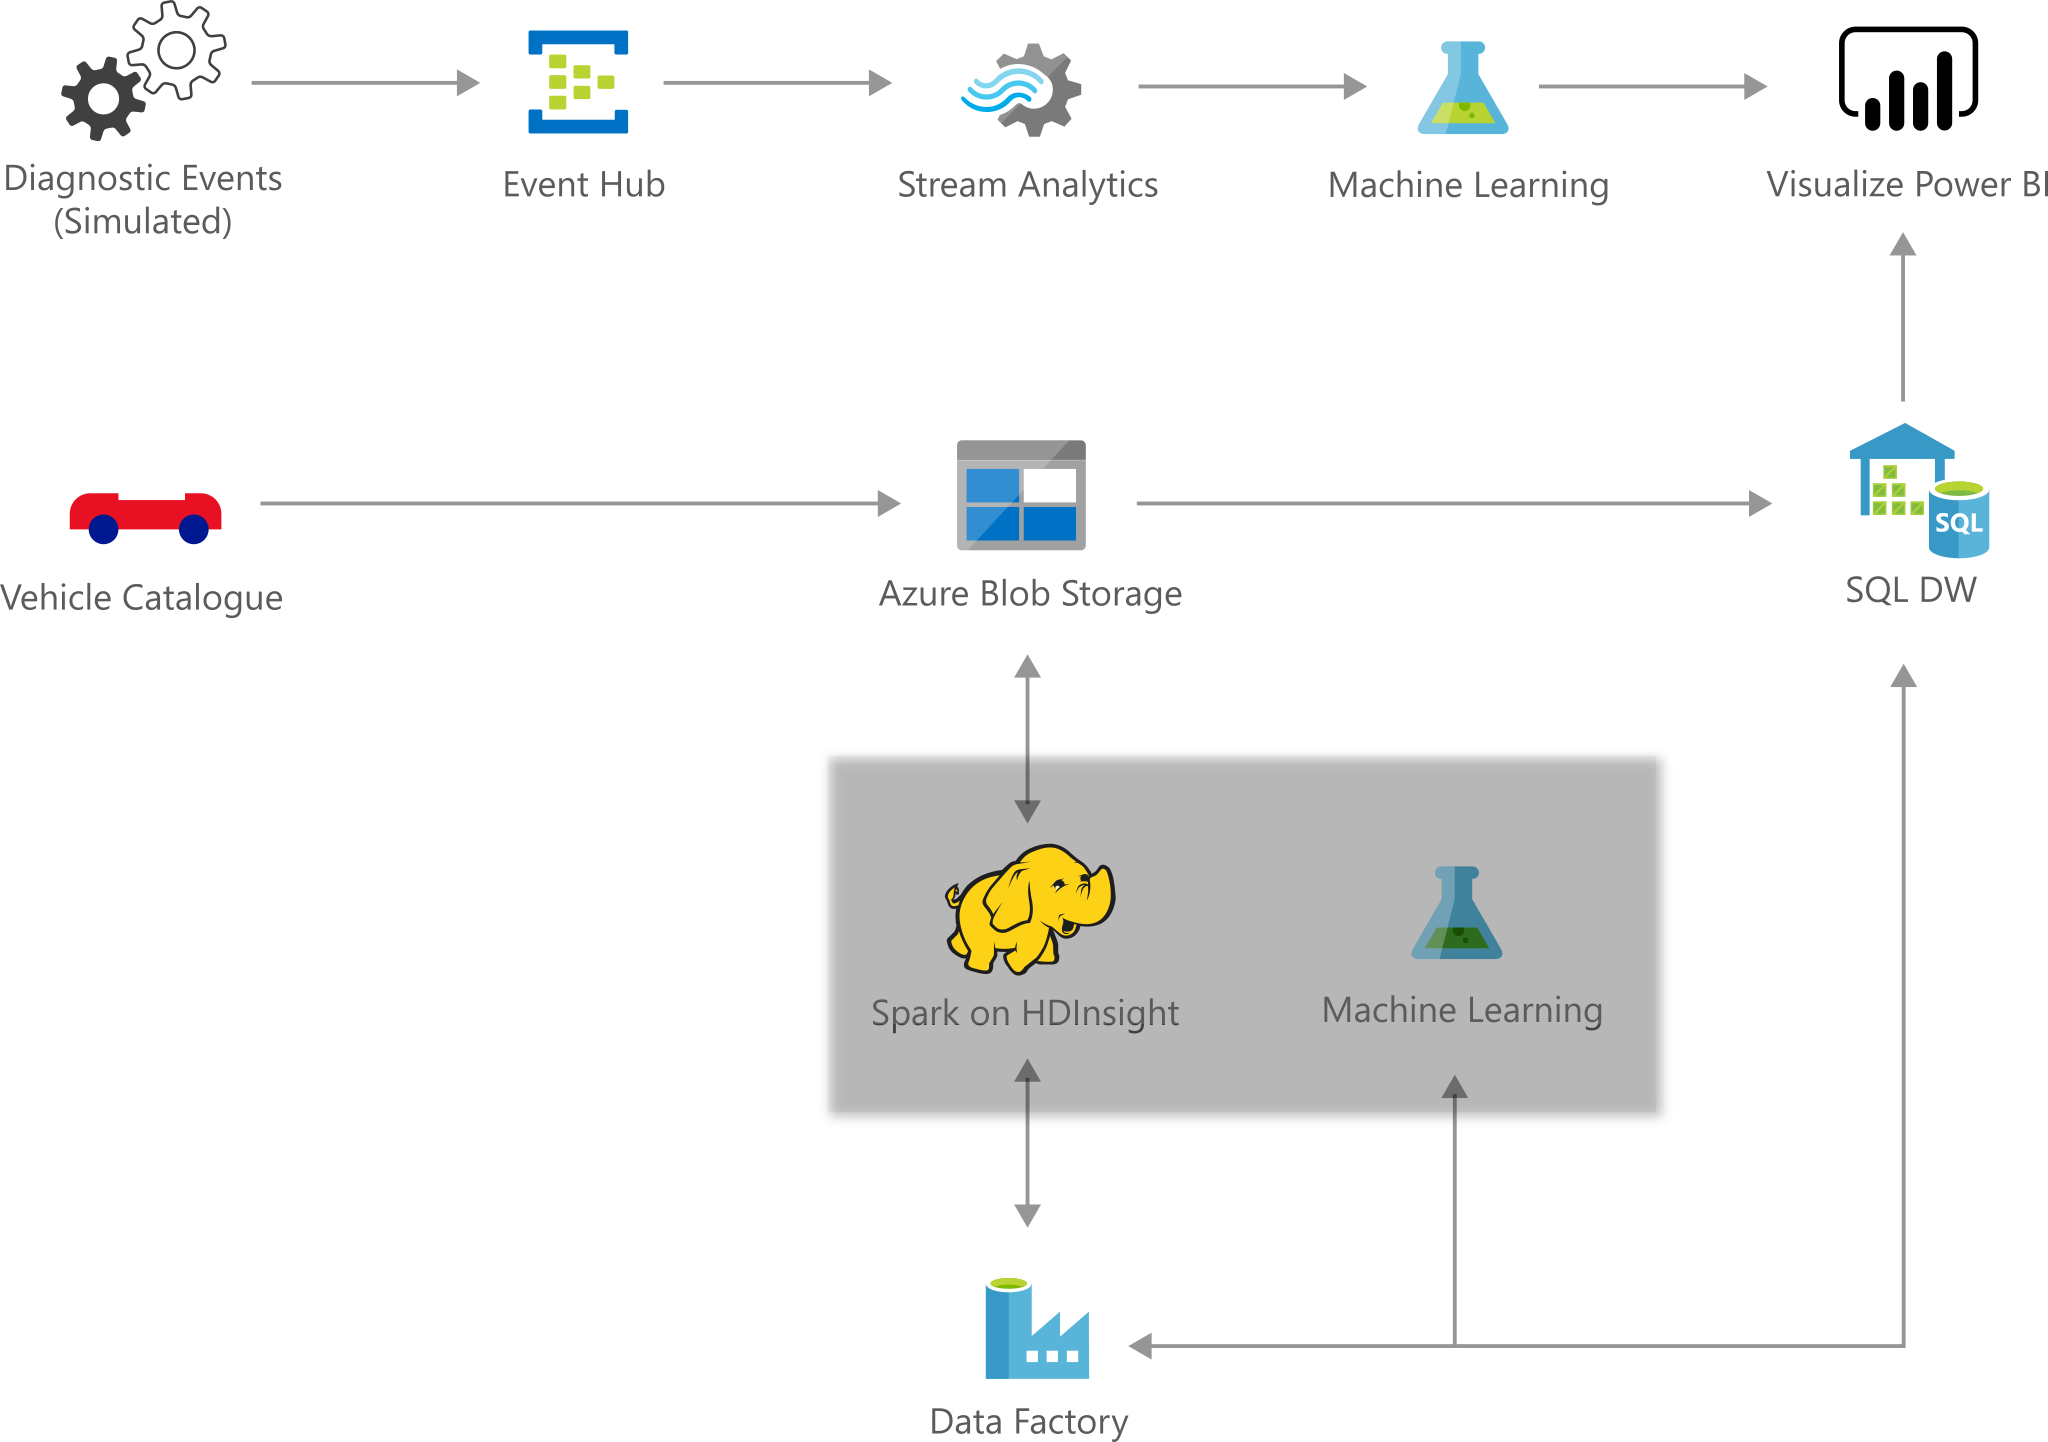 Diagnostic Events
(Simulated)
Event Hub
Stream Analytics
Machine Learning
Visualize Power BI
Vehicle Catalogue
Azure Blob Storage
SQL
SQL DW
Spark on HDInsight
Machine Learning
Data Factory